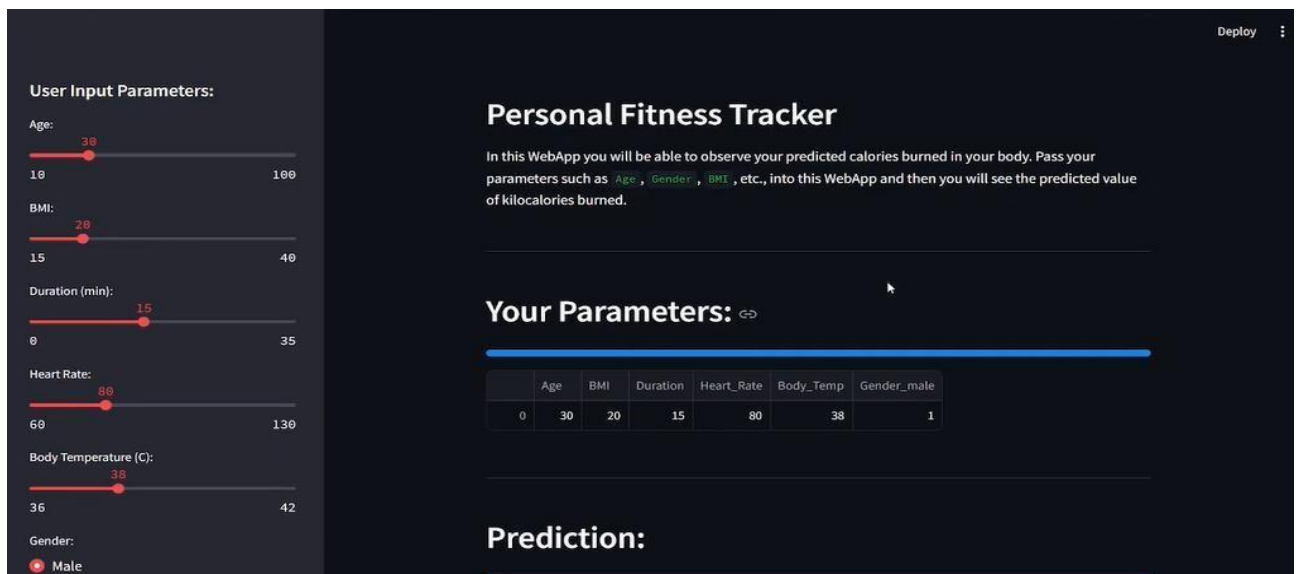 Deploy
User Input Parameters:
Age:
30
10 100
BMI:
20
15 40
Duration (min):
15
0 35
Heart Rate:
80
60 130
Body Temperature (C):
38
36 42
Gender:
Male
Personal Fitness Tracker
In this WebApp you will be able to observe your predicted calories burned in your body. Pass your
parameters such as Age, Gender, BMI, etc., into this WebApp and then you will see the predicted value
of kilocalories burned.
Your Parameters:
Age BMI Duration Heart_Rate Body_Temp Gender_male
0 30 20 15 80 38 1
Prediction: